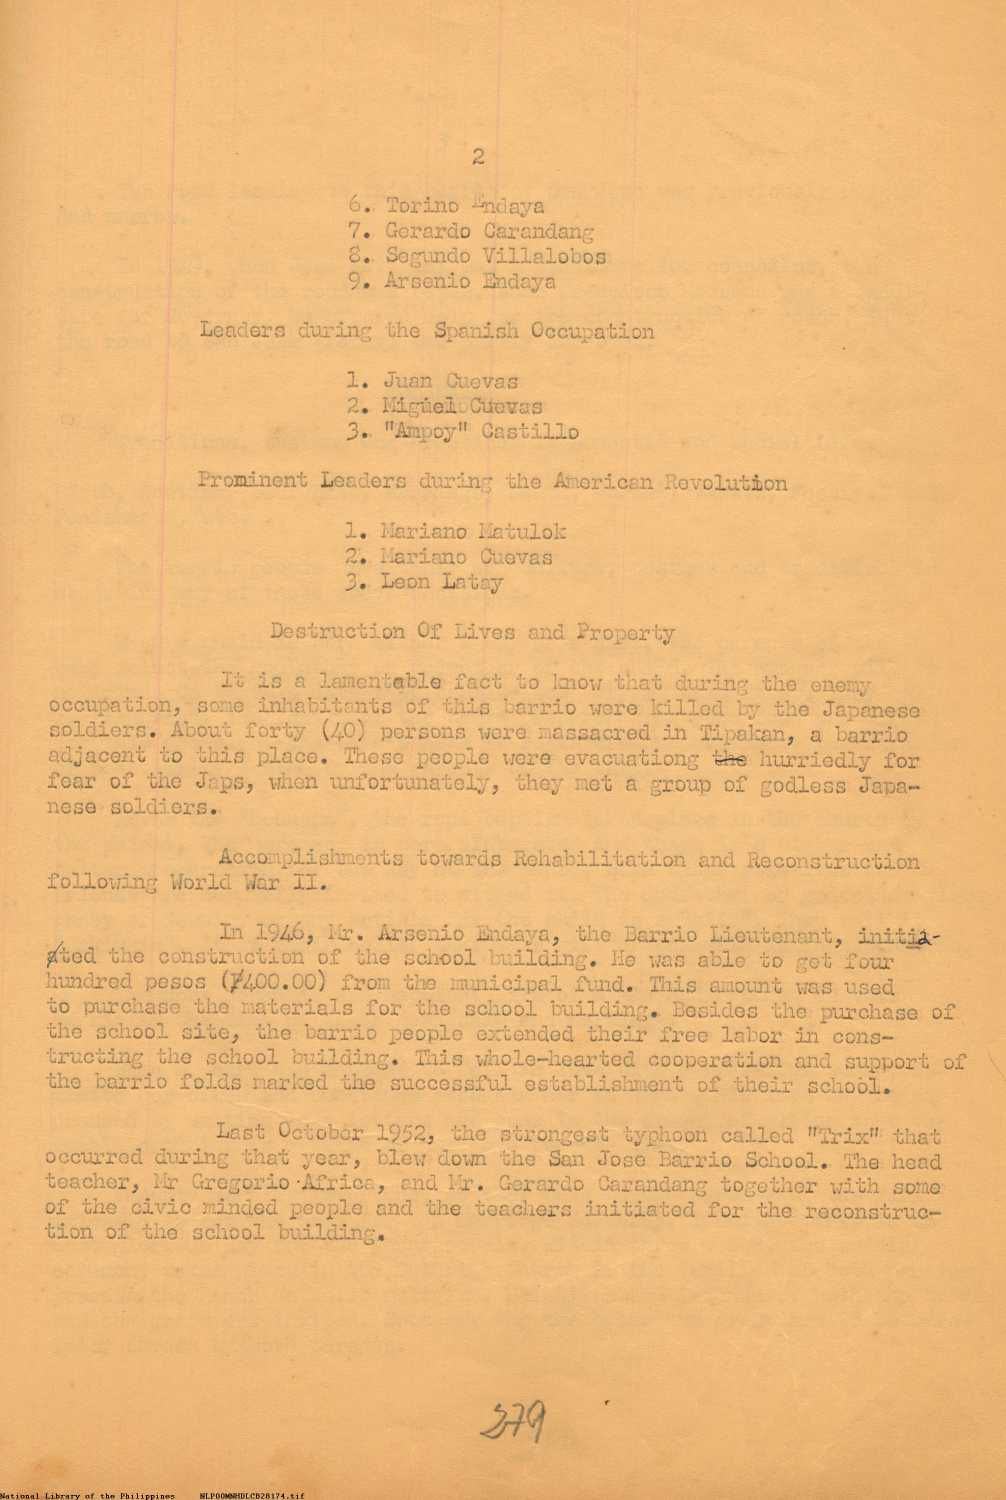 2
6. Torino Endaya
7. Gerardo Carandang
8. Segundo Villalobos
9. Arsenio Endaya
Leaders during the Spanish Occupation
1. Juan Cuevas
2. Miguel Cuevas
3. "Ampoy" Castillo
Prominent Leaders during the American Revolution
1. Mariano Matulok
2. Mariano Cuevas
3. Leon Latay
Destruction Of Lives and Property
It is a lamentable fact to know that during the enemy
occupation, some inhabitants of this barrio were killed by the Japanese
soldiers. About forty (40) persons were massacred in Tipakan, a barrio
adjacent to this place. These people were evacuationg the hurriedly for
fear of the Japs, when unfortunately, they met a group of godless Japa-
nese soldiers.
Accomplishments towards Rehabilitation and Reconstruction
following World War II.
In 1946, Mr. Arsenio Endaya, the Barrio Lieutenant, initia-
ted the construction of the school building. He was able to get four
hundred pesos (₱400.00) from the municipal fund. This amount was used
to purchase the materials for the school building. Besides the purchase of
the school site, the barrio people extended their free labor in cons-
tructing the school building. This whole-hearted cooperation and support of
the barrio folds marked the successful establishment of their school.
Last October 1952, the strongest typhoon called "Trix" that
occurred during that year, blew down the San Jose Barrio School. The head
teacher, Mr Gregorio Africa, and Mr. Gerardo Carandang together with some
of the civic minded people and the teachers initiated for the reconstruc-
tion of the school building.
279
National Library of the Philippines NLPOOMNHDLCB28174.tif